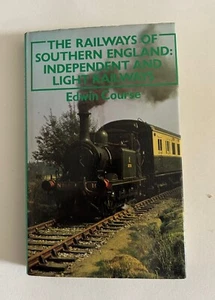 THE RAILWAYS OF
SOUTHERN ENGLAND:
INDEPENDENT AND
LIGHT RAILWAYS
Edwin Course